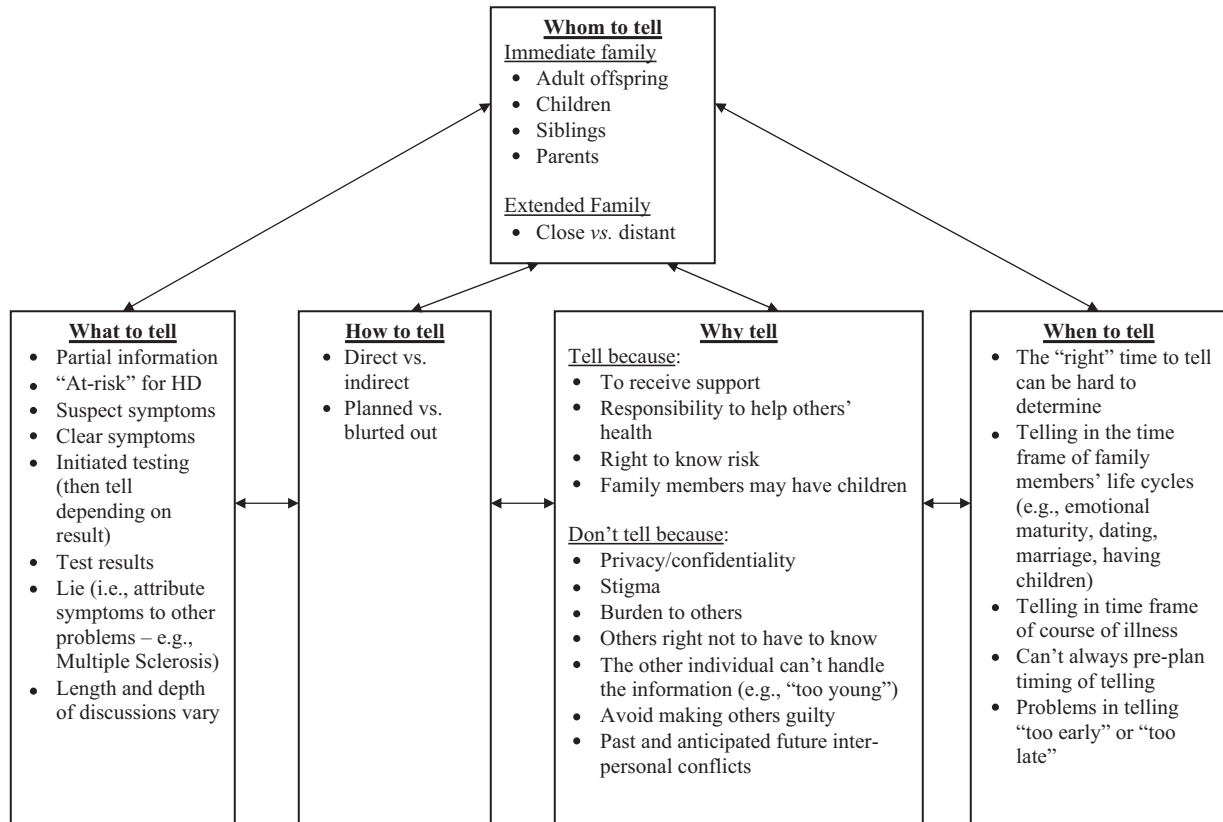 Whom to tell
Immediate family
• Adult offspring
• Children
• Siblings
• Parents
Extended Family
• Close vs. distant
What to tell
• Partial information
• “At-risk” for HD
• Suspect symptoms
• Clear symptoms
• Initiated testing
(then tell
depending on
result)
• Test results
• Lie (i.e., attribute
symptoms to other
problems – e.g.,
Multiple Sclerosis)
• Length and depth
of discussions vary
How to tell
• Direct vs.
indirect
• Planned vs.
blurted out
Why tell
Tell because:
• To receive support
• Responsibility to help others’
health
• Right to know risk
• Family members may have children
Don’t tell because:
• Privacy/confidentiality
• Stigma
• Burden to others
• Others right not to have to know
• The other individual can’t handle
the information (e.g., “too young”)
• Avoid making others guilty
• Past and anticipated future inter-
personal conflicts
When to tell
• The “right” time to tell
can be hard to
determine
• Telling in the time
frame of family
members’ life cycles
(e.g., emotional
maturity, dating,
marriage, having
children)
• Telling in time frame
of course of illness
• Can’t always pre-plan
timing of telling
• Problems in telling
“too early” or “too
late”